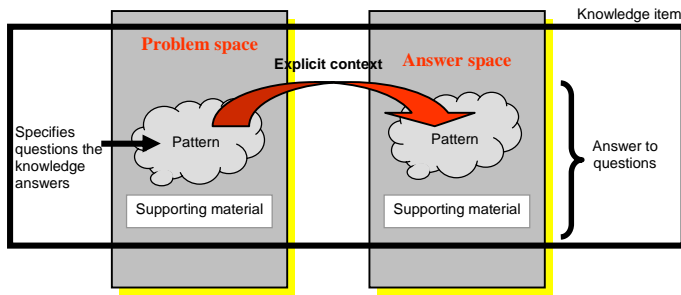 Knowledge item
Problem space
Explicit context
Answer space
Specifies
questions the
knowledge
answers
Pattern
Pattern
Answer to
questions
Supporting material
Supporting material